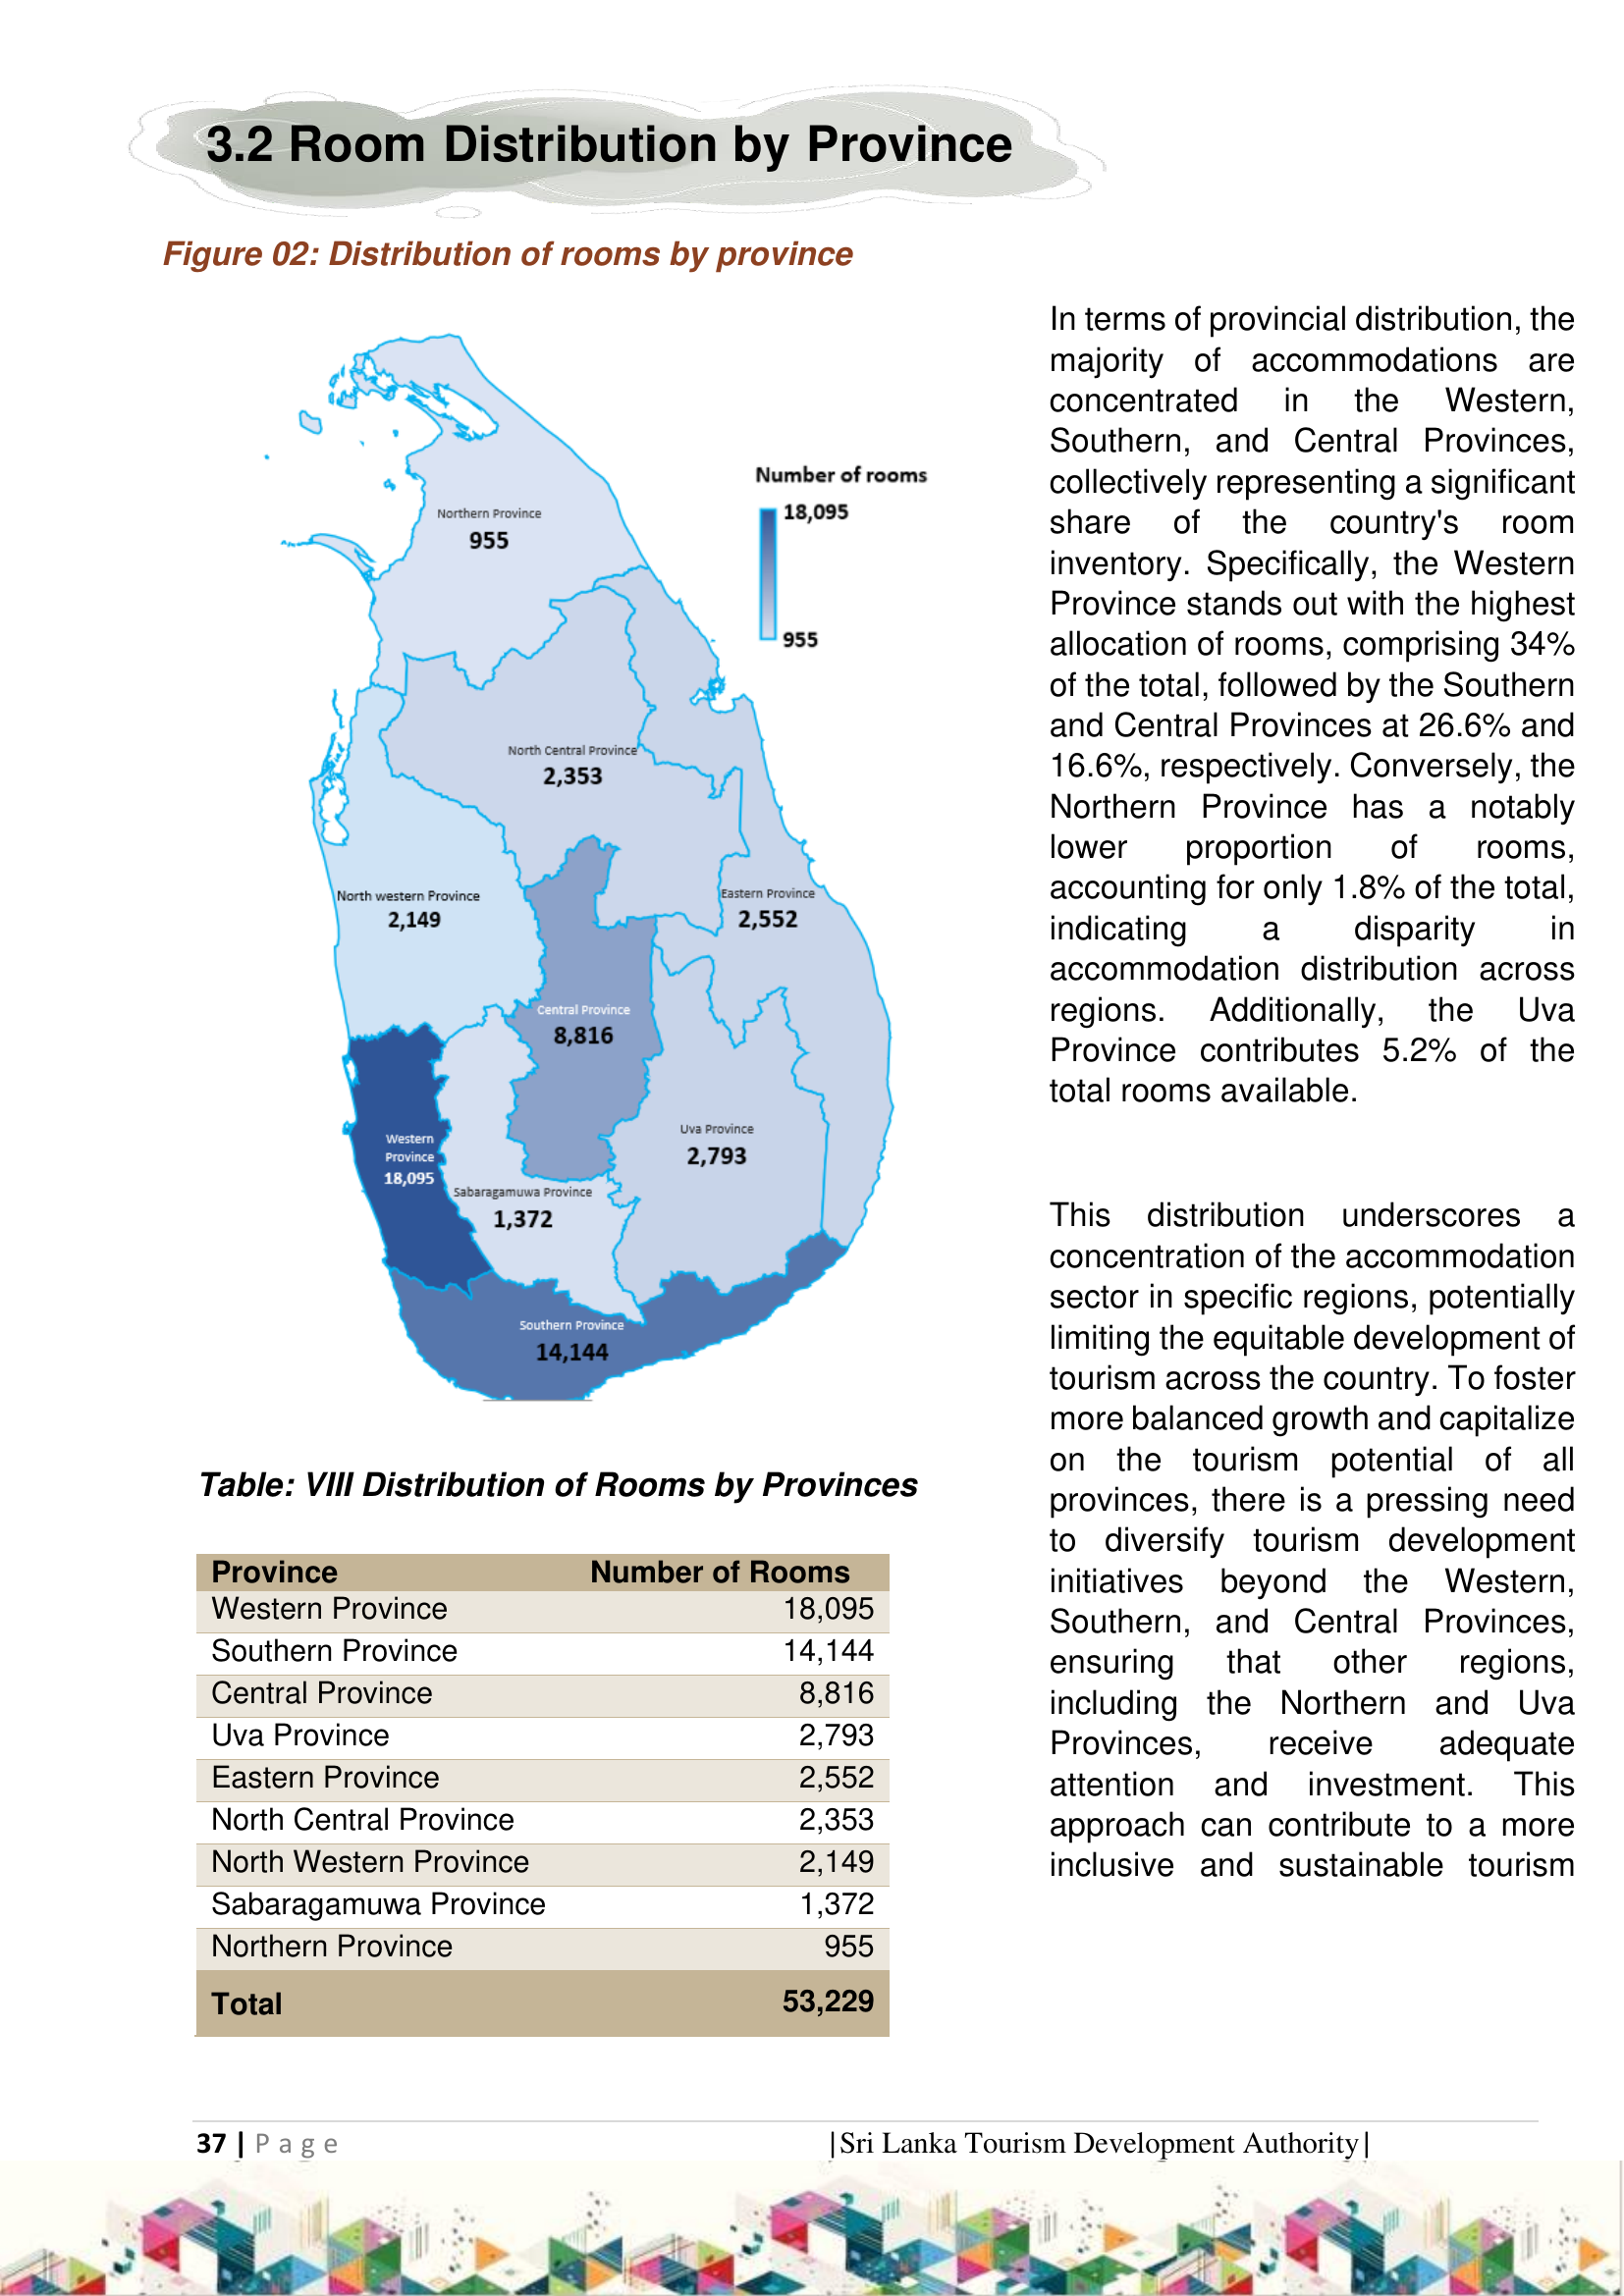 3.2 Room Distribution by Province
Figure 02: Distribution of rooms by province
Number of rooms
18,095
955
Northern Province
955
North Central Province
2,353
North western Province
2,149
Eastern Province
2,552
Central Province
8,816
Western
Province
18,095
Uva Province
2,793
Sabaragamuwa Province
1,372
Southern Province
14,144
Table: VIII Distribution of Rooms by Provinces
Province Number of Rooms
Western Province 18,095
Southern Province 14,144
Central Province 8,816
Uva Province 2,793
Eastern Province 2,552
North Central Province 2,353
North Western Province 2,149
Sabaragamuwa Province 1,372
Northern Province 955
Total 53,229
In terms of provincial distribution, the
majority of accommodations are
concentrated in the Western,
Southern, and Central Provinces,
collectively representing a significant
share of the country's room
inventory. Specifically, the Western
Province stands out with the highest
allocation of rooms, comprising 34%
of the total, followed by the Southern
and Central Provinces at 26.6% and
16.6%, respectively. Conversely, the
Northern Province has a notably
lower proportion of rooms,
accounting for only 1.8% of the total,
indicating a disparity in
accommodation distribution across
regions. Additionally, the Uva
Province contributes 5.2% of the
total rooms available.
This distribution underscores a
concentration of the accommodation
sector in specific regions, potentially
limiting the equitable development of
tourism across the country. To foster
more balanced growth and capitalize
on the tourism potential of all
provinces, there is a pressing need
to diversify tourism development
initiatives beyond the Western,
Southern, and Central Provinces,
ensuring that other regions,
including the Northern and Uva
Provinces, receive adequate
attention and investment. This
approach can contribute to a more
inclusive and sustainable tourism
37 | Page |Sri Lanka Tourism Development Authority|